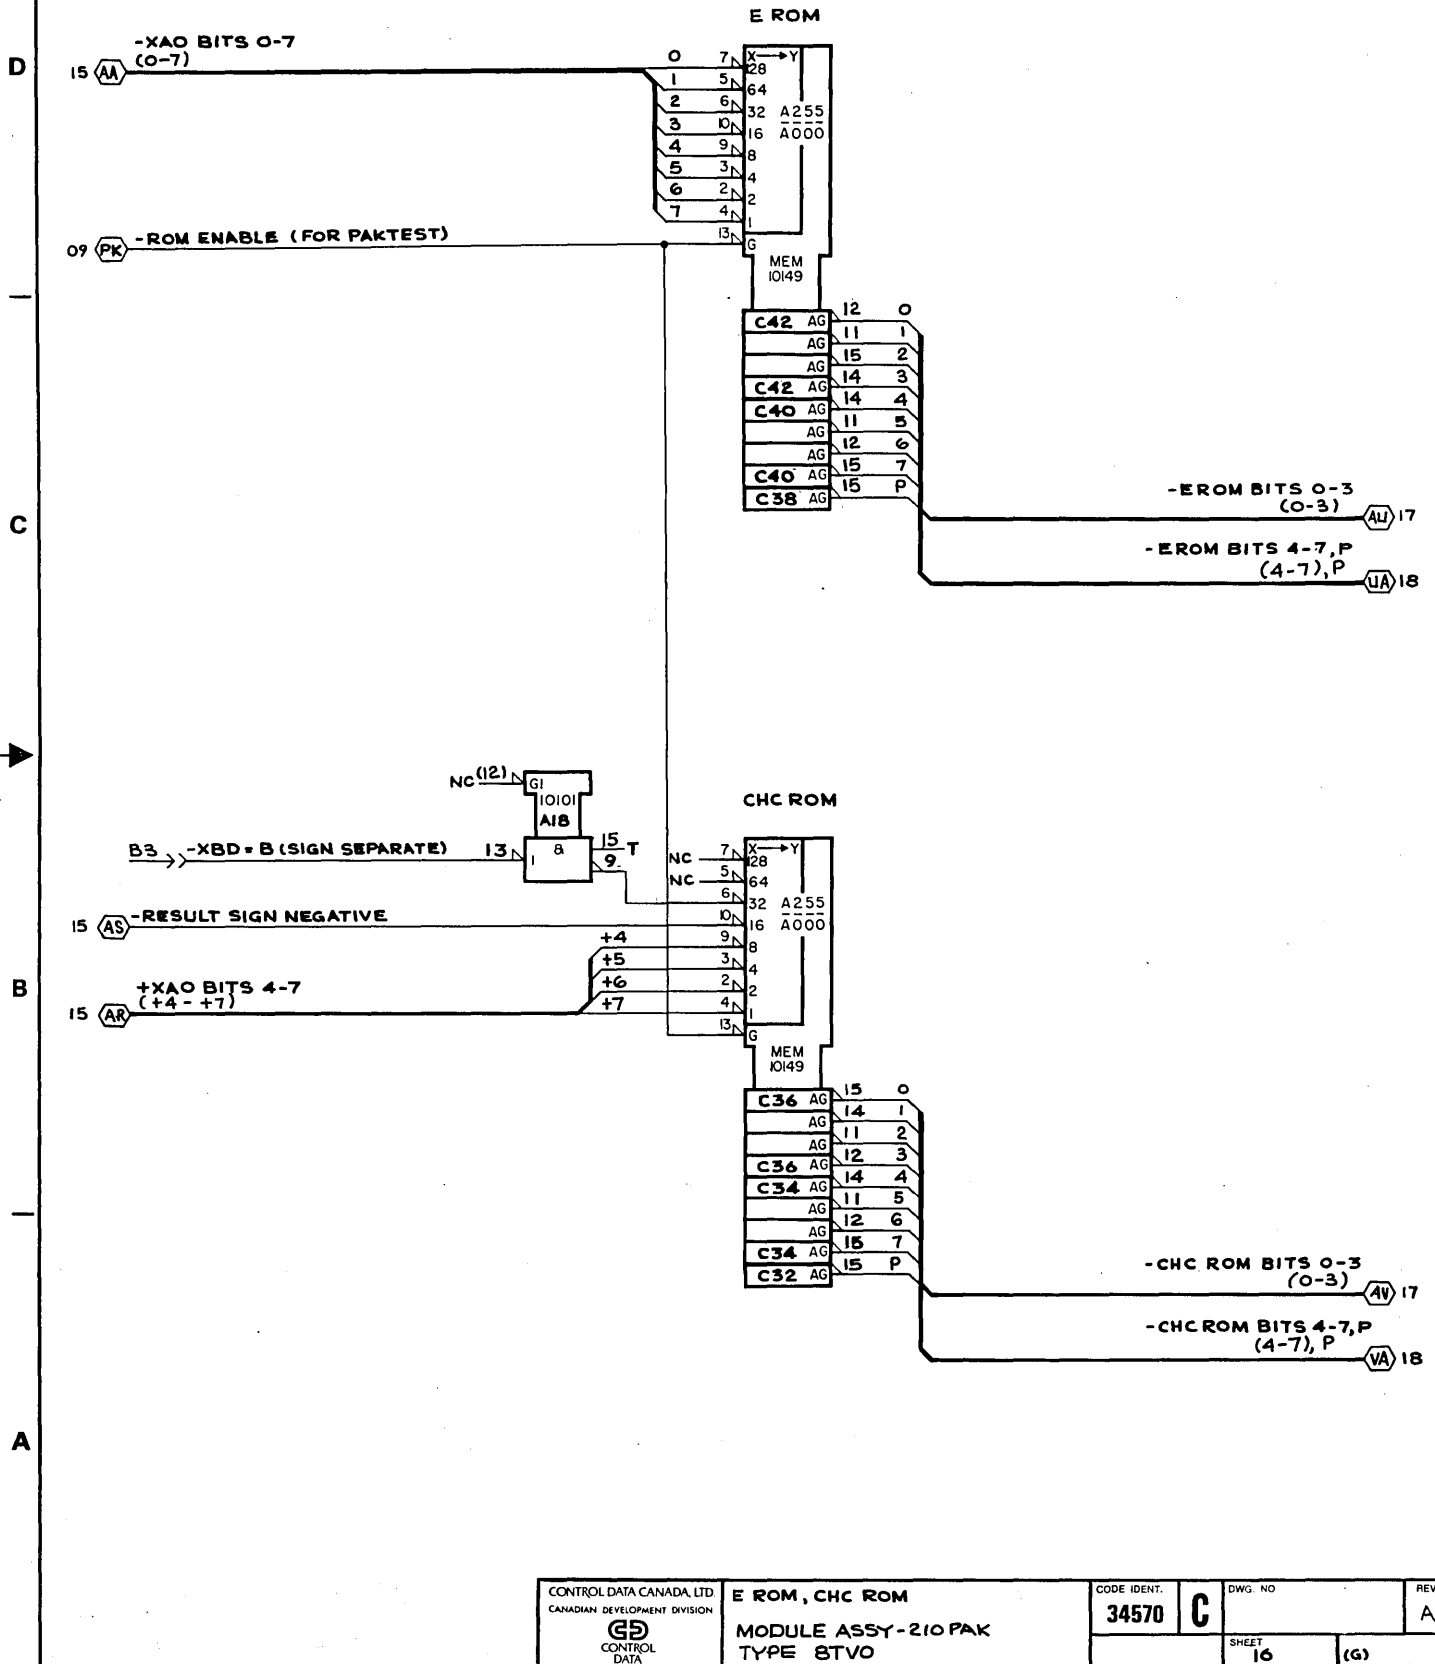 E ROM
D
-XAO BITS 0-7
(0-7)
15 AA
0 7 X→Y
128
1 5 64
2 6 32 A255
3 10 16 A000
4 9 8
5 3 4
6 2 2
7 4 1
09 PK -ROM ENABLE (FOR PAKTEST) 13 G
MEM
10149
C42 AG 12 0
AG 11 1
AG 15 2
C42 AG 14 3
C40 AG 14 4
AG 11 5
AG 12 6
C40 AG 15 7
C38 AG 15 P
-EROM BITS 0-3
(0-3)
C
AU 17
-EROM BITS 4-7,P
(4-7),P
UA 18
NC (12) G1
10101
A18
CHC ROM
B3 -XBD=B (SIGN SEPARATE) 13 1 & 15 T
9
NC 7 X→Y
128
NC 5 64
6 32 A255
15 AS -RESULT SIGN NEGATIVE 10 16 A000
+4 9 8
+5 3 4
B
+XAO BITS 4-7
(+4 - +7)
+6 2 2
15 AR +7 4 1
13 G
MEM
10149
C36 AG 15 0
AG 14 1
AG 11 2
C36 AG 12 3
C34 AG 14 4
AG 11 5
AG 12 6
C34 AG 15 7
C32 AG 15 P
-CHC ROM BITS 0-3
(0-3)
AV 17
-CHC ROM BITS 4-7,P
(4-7), P
VA 18
A
CONTROL DATA CANADA, LTD.
CANADIAN DEVELOPMENT DIVISION
CONTROL
DATA
E ROM, CHC ROM
MODULE ASSY-210 PAK
TYPE 8TVO
CODE IDENT.
34570
C
DWG. NO
REV
A
SHEET
16
(G)